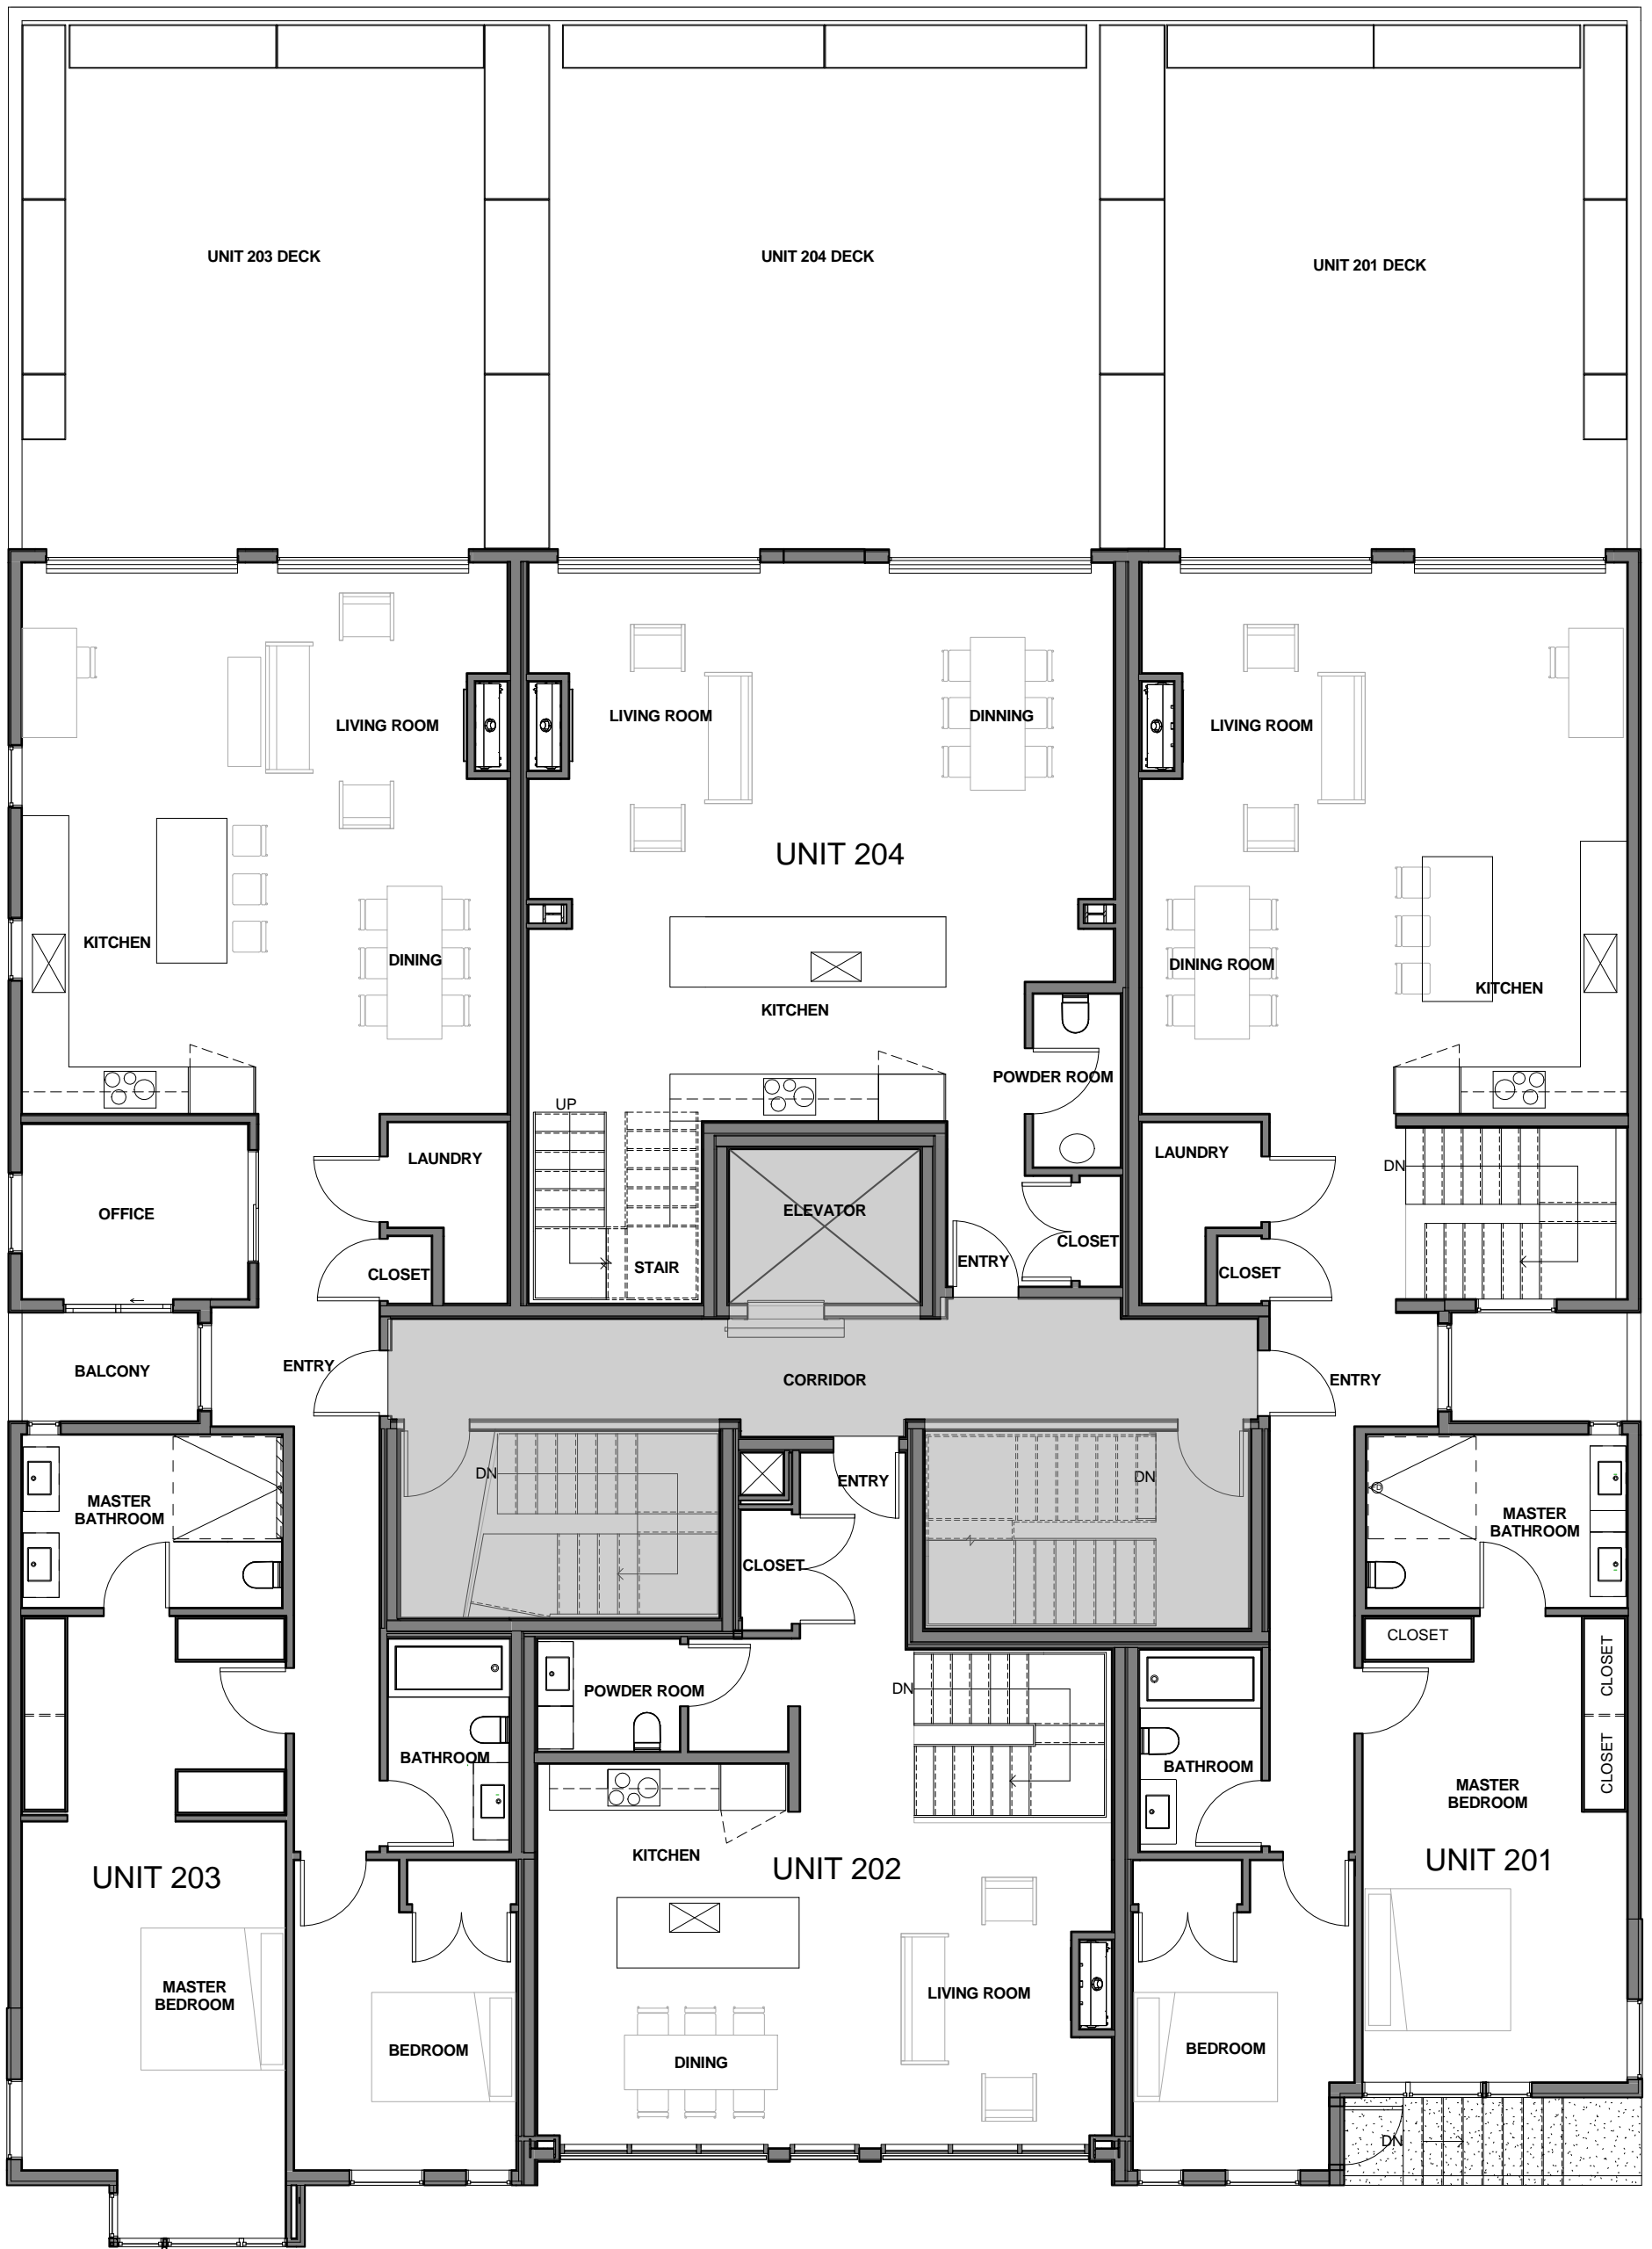 UNIT 203 DECK
UNIT 204 DECK
UNIT 201 DECK
LIVING ROOM
LIVING ROOM
DINNING
LIVING ROOM
UNIT 204
KITCHEN
DINING
DINING ROOM
KITCHEN
KITCHEN
POWDER ROOM
UP
LAUNDRY
LAUNDRY
DN
OFFICE
ELEVATOR
CLOSET
ENTRY
STAIR
CLOSET
CLOSET
BALCONY
ENTRY
CORRIDOR
ENTRY
DN
ENTRY
DN
MASTER
BATHROOM
MASTER
BATHROOM
CLOSET
CLOSET
CLOSET
CLOSET
POWDER ROOM
DN
BATHROOM
BATHROOM
MASTER
BEDROOM
KITCHEN
UNIT 203
UNIT 202
UNIT 201
MASTER
BEDROOM
LIVING ROOM
BEDROOM
DINING
BEDROOM
DN